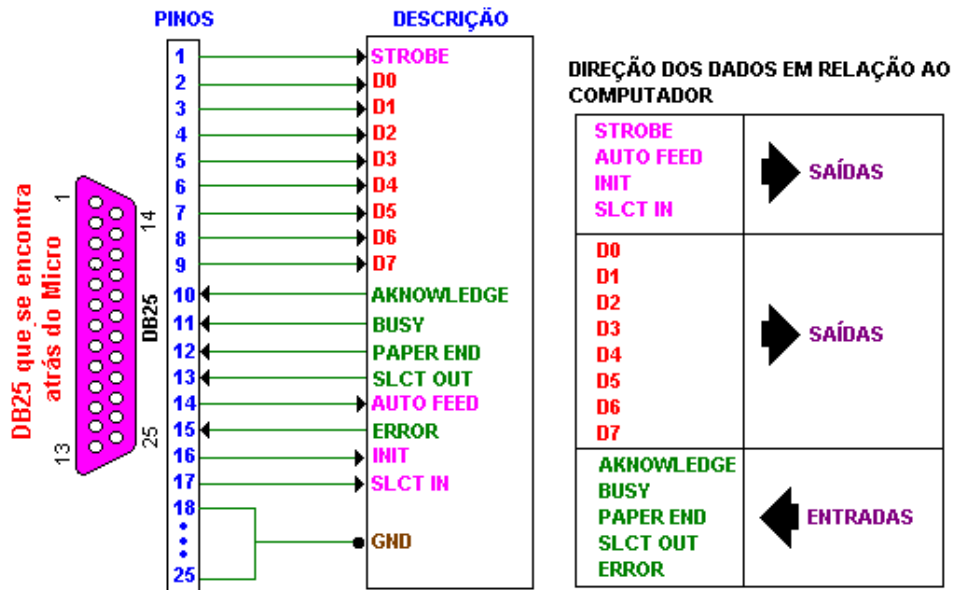 PINOS
DESCRIÇÃO
DB25 que se encontra
atrás do Micro
1
14
DB25
13
25
1
STROBE
2
D0
3
D1
4
D2
5
D3
6
D4
7
D5
8
D6
9
D7
10
AKNOWLEDGE
11
BUSY
12
PAPER END
13
SLCT OUT
14
AUTO FEED
15
ERROR
16
INIT
17
SLCT IN
18
25
GND
DIREÇÃO DOS DADOS EM RELAÇÃO AO
COMPUTADOR
STROBE
AUTO FEED
INIT
SLCT IN
SAÍDAS
D0
D1
D2
D3
D4
D5
D6
D7
SAÍDAS
AKNOWLEDGE
BUSY
PAPER END
SLCT OUT
ERROR
ENTRADAS